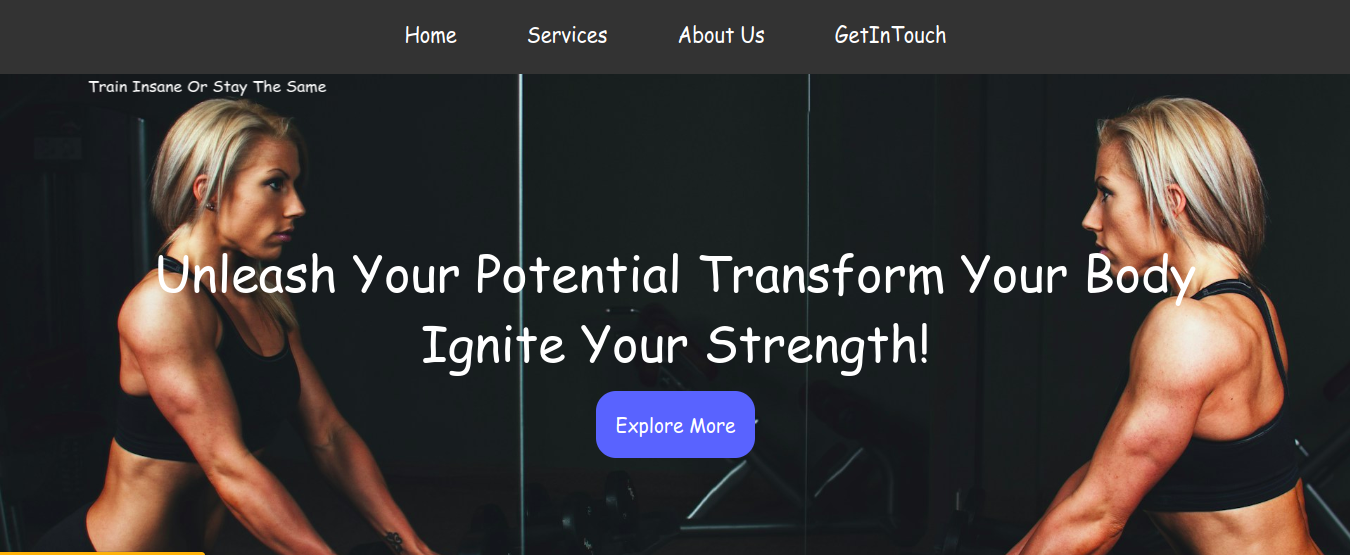 Home Services About Us GetInTouch
Train Insane Or Stay The Same
Unleash Your Potential Transform Your Body
Ignite Your Strength!
Explore More